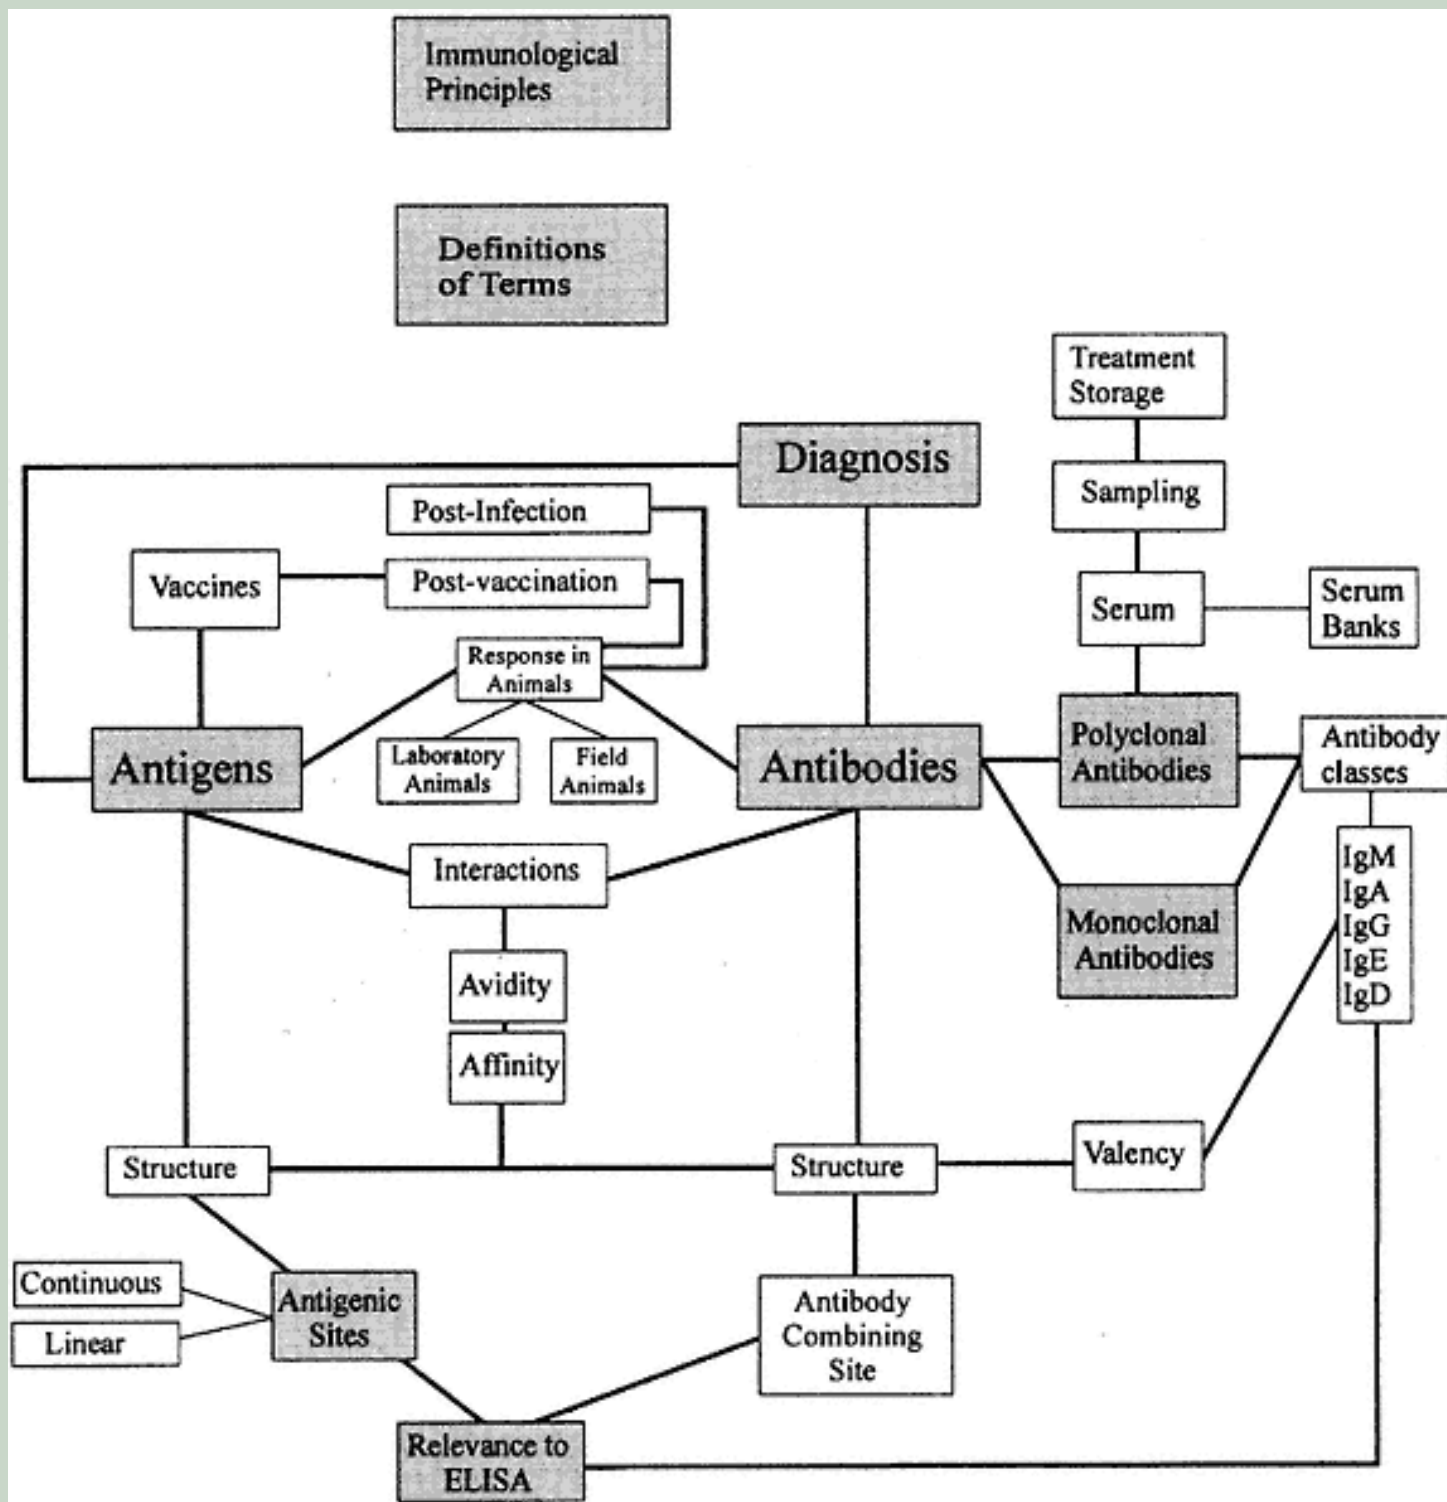 Immunological
Principles
Definitions
of Terms
Treatment
Storage
Diagnosis
Sampling
Post-Infection
Vaccines
Post-vaccination
Serum
Serum
Banks
Response in
Animals
Antigens
Laboratory
Animals
Field
Animals
Antibodies
Polyclonal
Antibodies
Antibody
classes
Interactions
IgM
IgA
IgG
IgE
IgD
Monoclonal
Antibodies
Avidity
Affinity
Structure
Structure
Valency
Continuous
Linear
Antigenic
Sites
Antibody
Combining
Site
Relevance to
ELISA